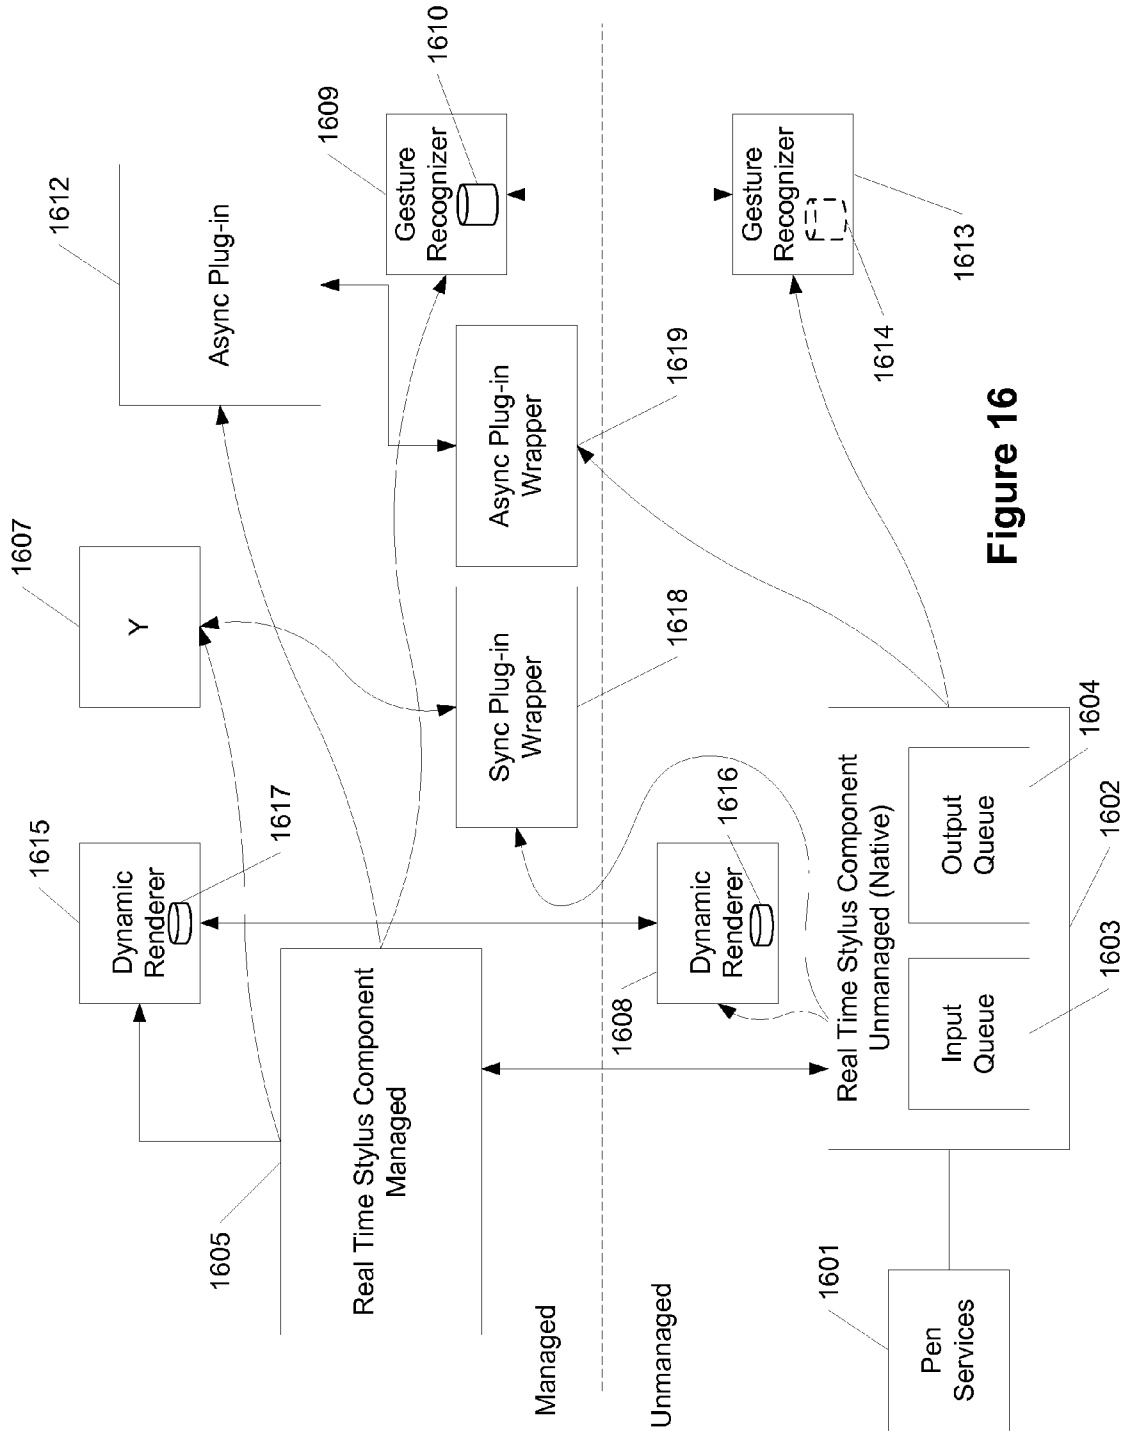 1615
Dynamic
Renderer
1617
1607
Y
1612
Async Plug-in
1605
Real Time Stylus Component
Managed
Sync Plug-in
Wrapper
1618
Async Plug-in
Wrapper
1619
1609
Gesture
Recognizer
1610
Managed
Unmanaged
1608
Dynamic
Renderer
1616
Gesture
Recognizer
1613
1614
1601
Pen
Services
Real Time Stylus Component
Unmanaged (Native)
Input
Queue
Output
Queue
1603
1602
1604
Figure 16